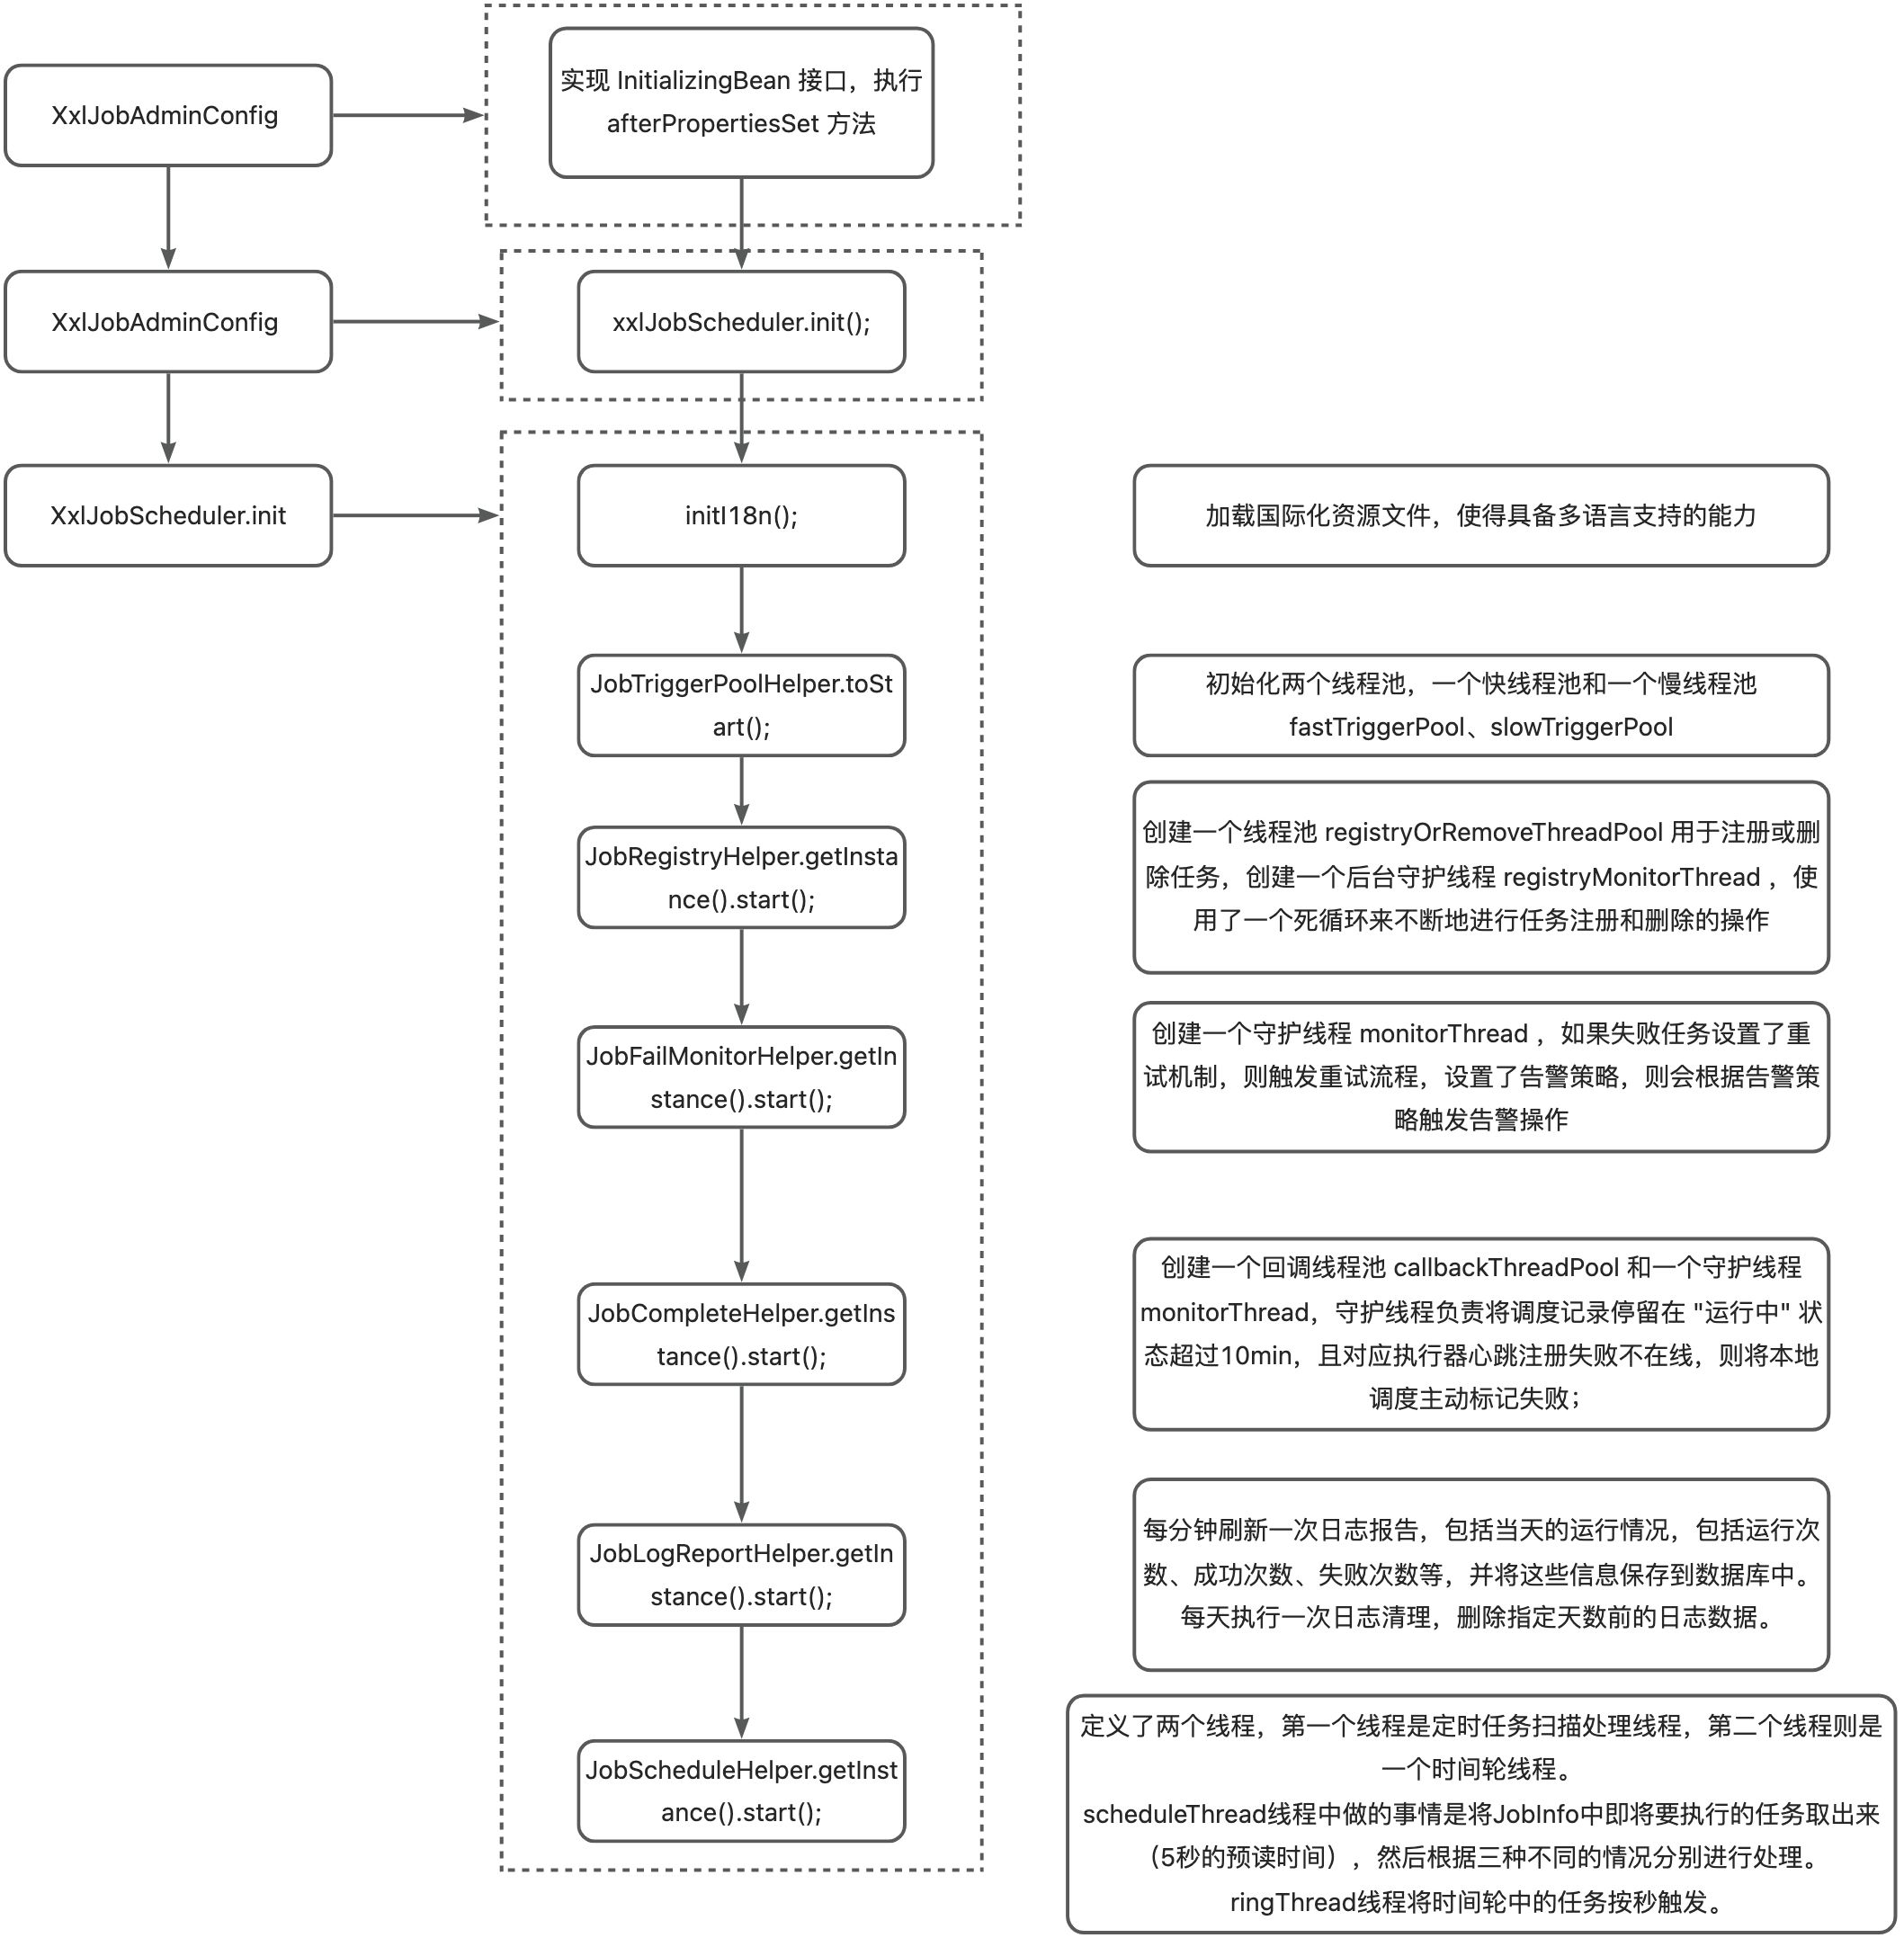 XxlJobAdminConfig
实现 InitializingBean 接口，执行
afterPropertiesSet 方法
XxlJobAdminConfig
xxlJobScheduler.init();
XxlJobScheduler.init
initI18n();
加载国际化资源文件，使得具备多语言支持的能力
JobTriggerPoolHelper.toSt
art();
初始化两个线程池，一个快线程池和一个慢线程池
fastTriggerPool、slowTriggerPool
JobRegistryHelper.getInsta
nce().start();
创建一个线程池 registryOrRemoveThreadPool 用于注册或删
除任务，创建一个后台守护线程 registryMonitorThread ，使
用了一个死循环来不断地进行任务注册和删除的操作
JobFailMonitorHelper.getIn
stance().start();
创建一个守护线程 monitorThread ，如果失败任务设置了重
试机制，则触发重试流程，设置了告警策略，则会根据告警策
略触发告警操作
JobCompleteHelper.getIns
tance().start();
创建一个回调线程池 callbackThreadPool 和一个守护线程
monitorThread，守护线程负责将调度记录停留在 "运行中" 状
态超过10min，且对应执行器心跳注册失败不在线，则将本地
调度主动标记失败；
JobLogReportHelper.getIn
stance().start();
每分钟刷新一次日志报告，包括当天的运行情况，包括运行次
数、成功次数、失败次数等，并将这些信息保存到数据库中。
每天执行一次日志清理，删除指定天数前的日志数据。
JobScheduleHelper.getInst
ance().start();
定义了两个线程，第一个线程是定时任务扫描处理线程，第二个线程则是
一个时间轮线程。
scheduleThread线程中做的事情是将JobInfo中即将要执行的任务取出来
（5秒的预读时间），然后根据三种不同的情况分别进行处理。
ringThread线程将时间轮中的任务按秒触发。